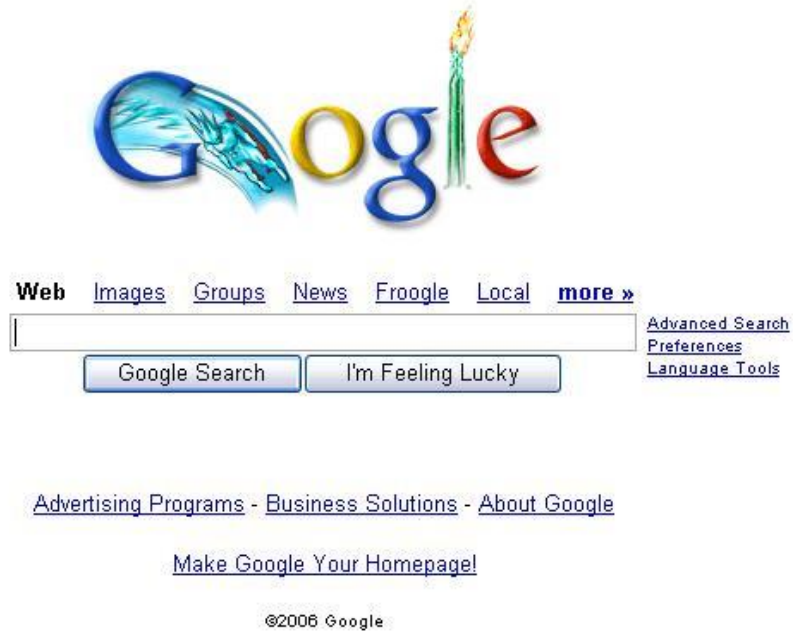 Google
Web Images Groups News Froogle Local more »
Advanced Search
Preferences
Language Tools
Google Search I'm Feeling Lucky
Advertising Programs - Business Solutions - About Google
Make Google Your Homepage!
©2006 Google